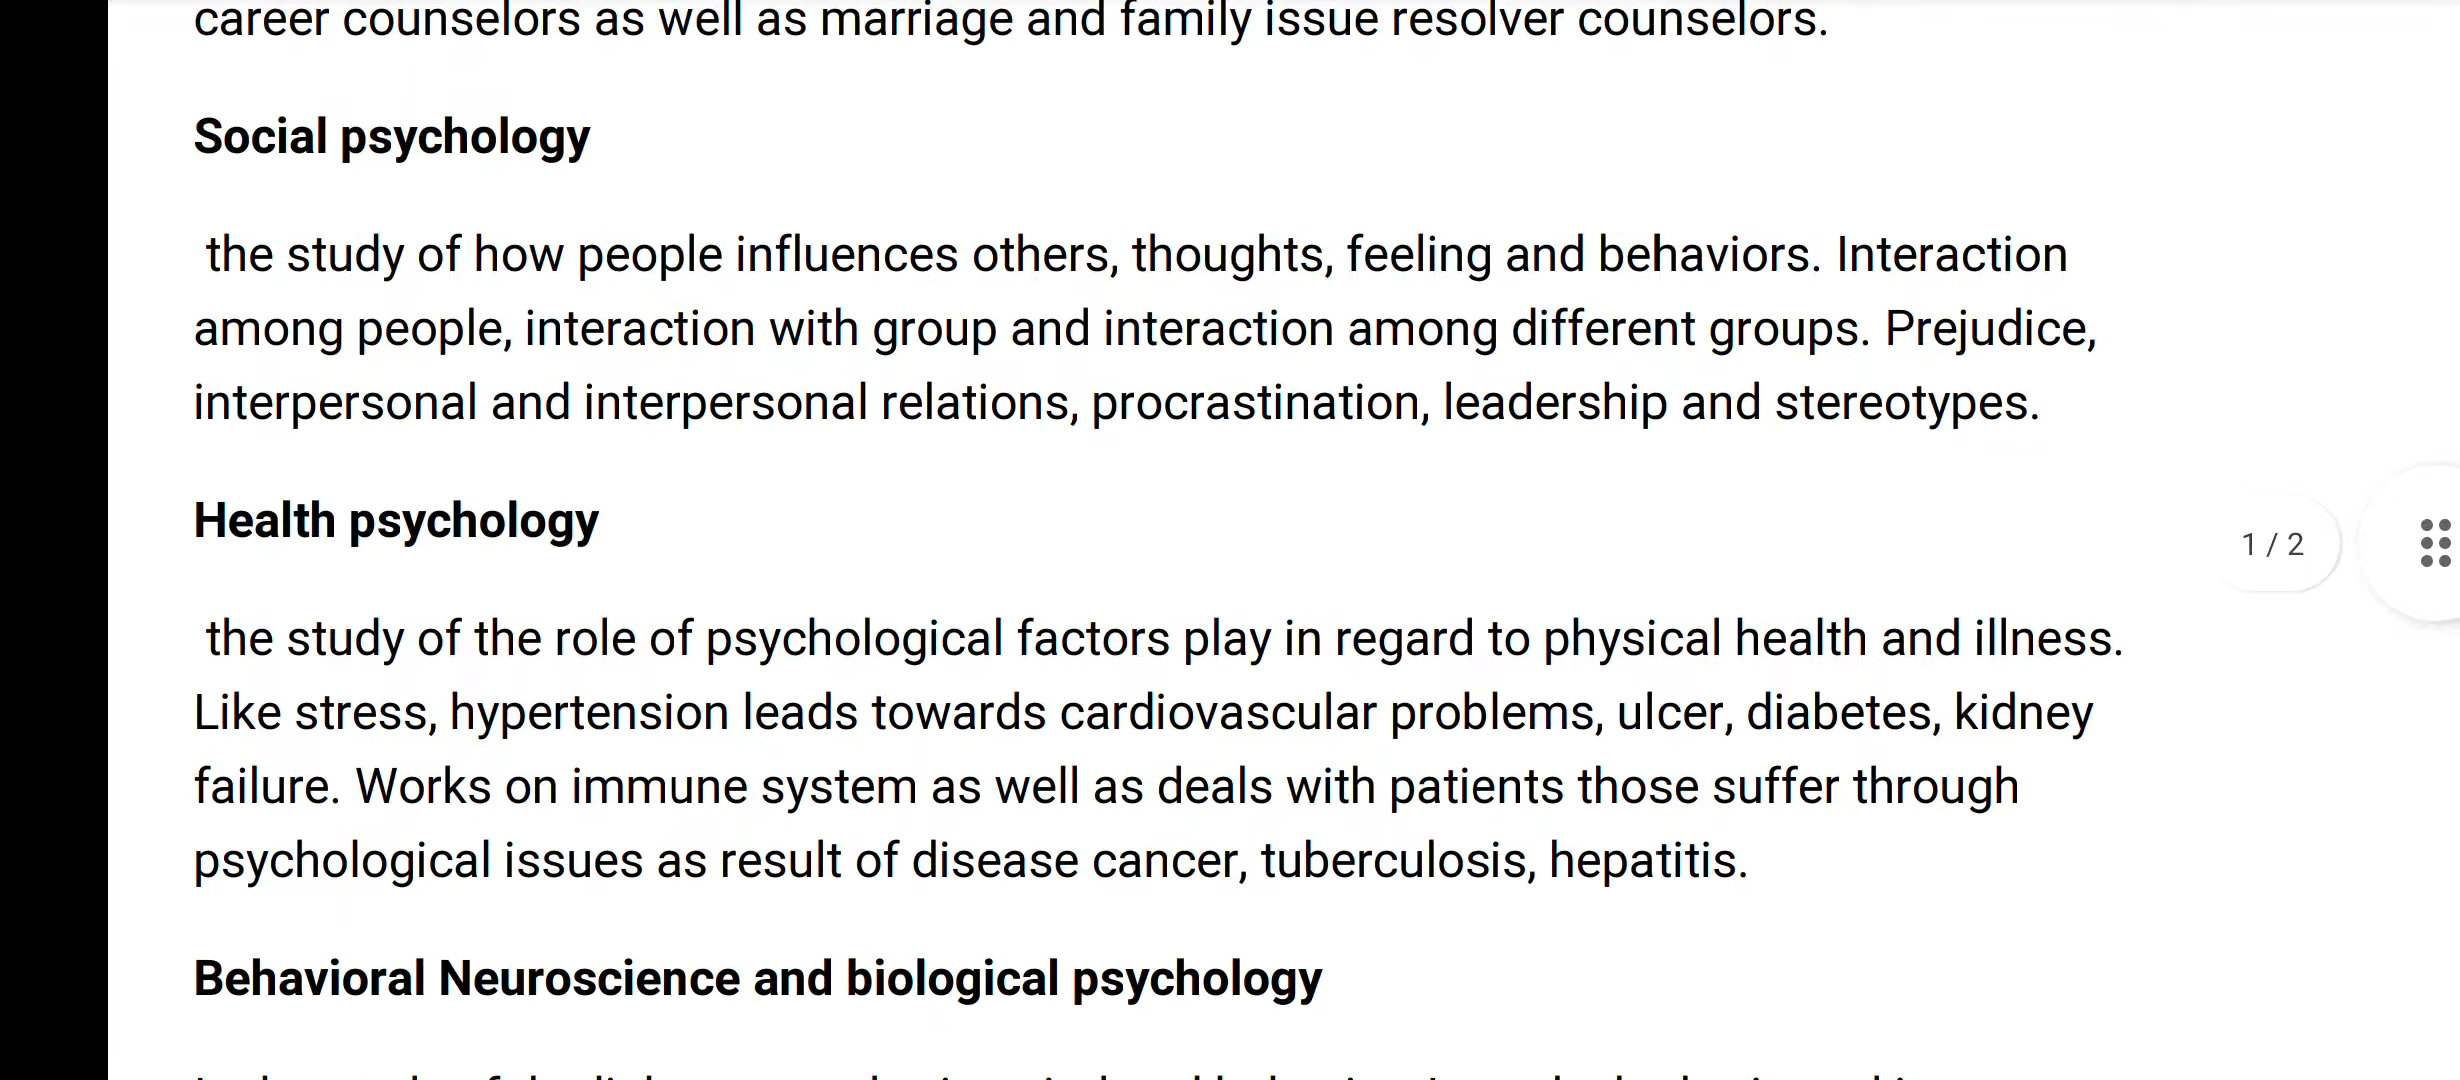 career counselors as well as marriage and family issue resolver counselors.
Social psychology
the study of how people influences others, thoughts, feeling and behaviors. Interaction
among people, interaction with group and interaction among different groups. Prejudice,
interpersonal and interpersonal relations, procrastination, leadership and stereotypes.
Health psychology
1 / 2
the study of the role of psychological factors play in regard to physical health and illness.
Like stress, hypertension leads towards cardiovascular problems, ulcer, diabetes, kidney
failure. Works on immune system as well as deals with patients those suffer through
psychological issues as result of disease cancer, tuberculosis, hepatitis.
Behavioral Neuroscience and biological psychology